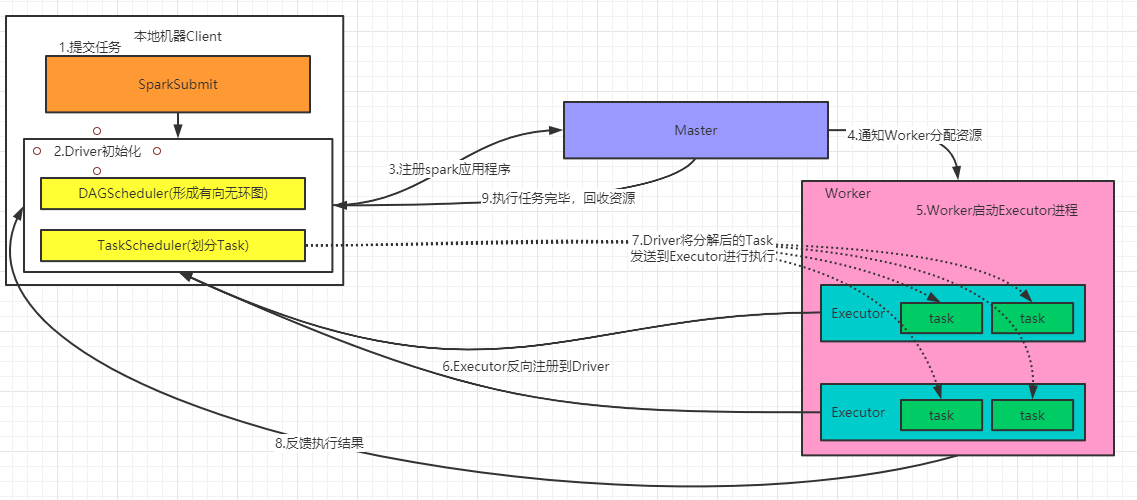 本地机器Client
1.提交任务
SparkSubmit
2.Driver初始化
DAGScheduler(形成有向无环图)
TaskScheduler(划分Task)
3.注册spark应用程序
Master
4.通知Worker分配资源
9.执行任务完毕，回收资源
Worker
5.Worker启动Executor进程
7.Driver将分解后的Task
发送到Executor进行执行
Executor
task
task
6.Executor反向注册到Driver
Executor
task
task
8.反馈执行结果